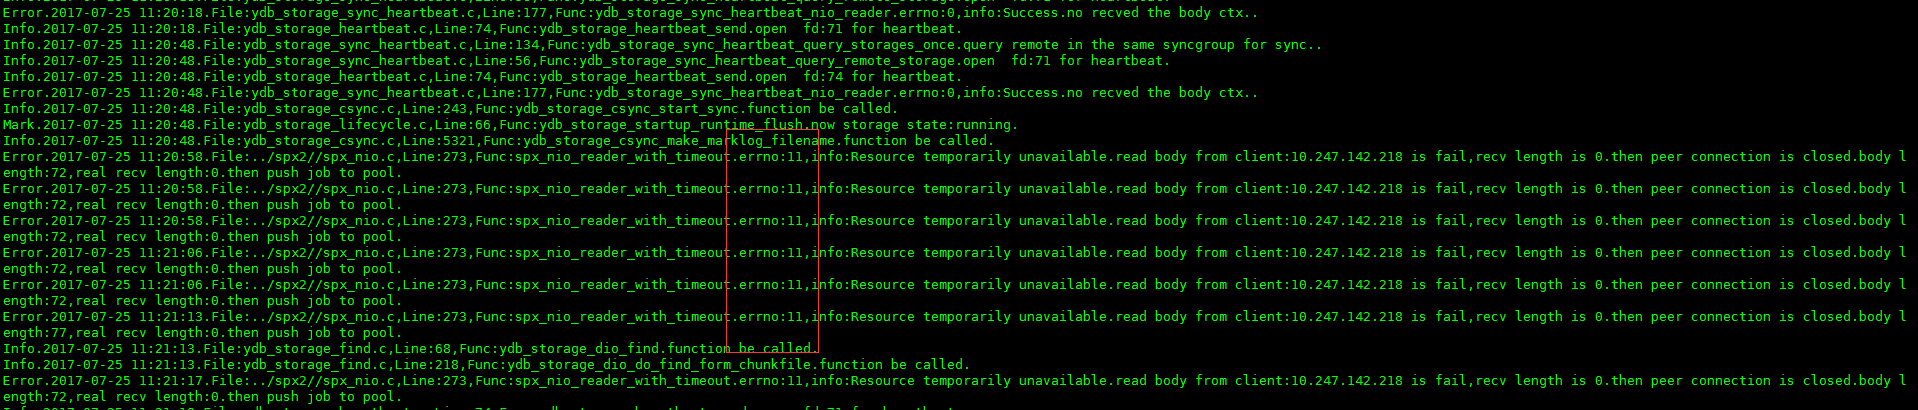 Error.2017-07-25 11:20:18.File:ydb_storage_sync_heartbeat.c,Line:177,Func:ydb_storage_sync_heartbeat_nio_reader.errno:0,info:Success.no recved the body ctx..
Info.2017-07-25 11:20:18.File:ydb_storage_heartbeat.c,Line:74,Func:ydb_storage_heartbeat_send.open  fd:71 for heartbeat.
Info.2017-07-25 11:20:48.File:ydb_storage_sync_heartbeat.c,Line:134,Func:ydb_storage_sync_heartbeat_query_storages_once.query remote in the same syncgroup for sync..
Info.2017-07-25 11:20:48.File:ydb_storage_sync_heartbeat.c,Line:56,Func:ydb_storage_sync_heartbeat_query_remote_storage.open  fd:71 for heartbeat.
Info.2017-07-25 11:20:48.File:ydb_storage_heartbeat.c,Line:74,Func:ydb_storage_heartbeat_send.open  fd:74 for heartbeat.
Error.2017-07-25 11:20:48.File:ydb_storage_sync_heartbeat.c,Line:177,Func:ydb_storage_sync_heartbeat_nio_reader.errno:0,info:Success.no recved the body ctx..
Info.2017-07-25 11:20:48.File:ydb_storage_csync.c,Line:243,Func:ydb_storage_csync_start_sync.function be called.
Mark.2017-07-25 11:20:48.File:ydb_storage_lifecycle.c,Line:66,Func:ydb_storage_startup_runtime_flush.now storage state:running.
Info.2017-07-25 11:20:48.File:ydb_storage_csync.c,Line:5321,Func:ydb_storage_csync_make_marklog_filename.function be called.
Error.2017-07-25 11:20:58.File:../spx2//spx_nio.c,Line:273,Func:spx_nio_reader_with_timeout.errno:11,info:Resource temporarily unavailable.read body from client:10.247.142.218 is fail,recv length is 0.then peer connection is closed.body l
ength:72,real recv length:0.then push job to pool.
Error.2017-07-25 11:20:58.File:../spx2//spx_nio.c,Line:273,Func:spx_nio_reader_with_timeout.errno:11,info:Resource temporarily unavailable.read body from client:10.247.142.218 is fail,recv length is 0.then peer connection is closed.body l
ength:72,real recv length:0.then push job to pool.
Error.2017-07-25 11:20:58.File:../spx2//spx_nio.c,Line:273,Func:spx_nio_reader_with_timeout.errno:11,info:Resource temporarily unavailable.read body from client:10.247.142.218 is fail,recv length is 0.then peer connection is closed.body l
ength:72,real recv length:0.then push job to pool.
Error.2017-07-25 11:21:06.File:../spx2//spx_nio.c,Line:273,Func:spx_nio_reader_with_timeout.errno:11,info:Resource temporarily unavailable.read body from client:10.247.142.218 is fail,recv length is 0.then peer connection is closed.body l
ength:72,real recv length:0.then push job to pool.
Error.2017-07-25 11:21:06.File:../spx2//spx_nio.c,Line:273,Func:spx_nio_reader_with_timeout.errno:11,info:Resource temporarily unavailable.read body from client:10.247.142.218 is fail,recv length is 0.then peer connection is closed.body l
ength:72,real recv length:0.then push job to pool.
Error.2017-07-25 11:21:13.File:../spx2//spx_nio.c,Line:273,Func:spx_nio_reader_with_timeout.errno:11,info:Resource temporarily unavailable.read body from client:10.247.142.218 is fail,recv length is 0.then peer connection is closed.body l
ength:77,real recv length:0.then push job to pool.
Info.2017-07-25 11:21:13.File:ydb_storage_find.c,Line:68,Func:ydb_storage_dio_find.function be called.
Info.2017-07-25 11:21:13.File:ydb_storage_find.c,Line:218,Func:ydb_storage_dio_do_find_form_chunkfile.function be called.
Error.2017-07-25 11:21:17.File:../spx2//spx_nio.c,Line:273,Func:spx_nio_reader_with_timeout.errno:11,info:Resource temporarily unavailable.read body from client:10.247.142.218 is fail,recv length is 0.then peer connection is closed.body l
ength:72,real recv length:0.then push job to pool.